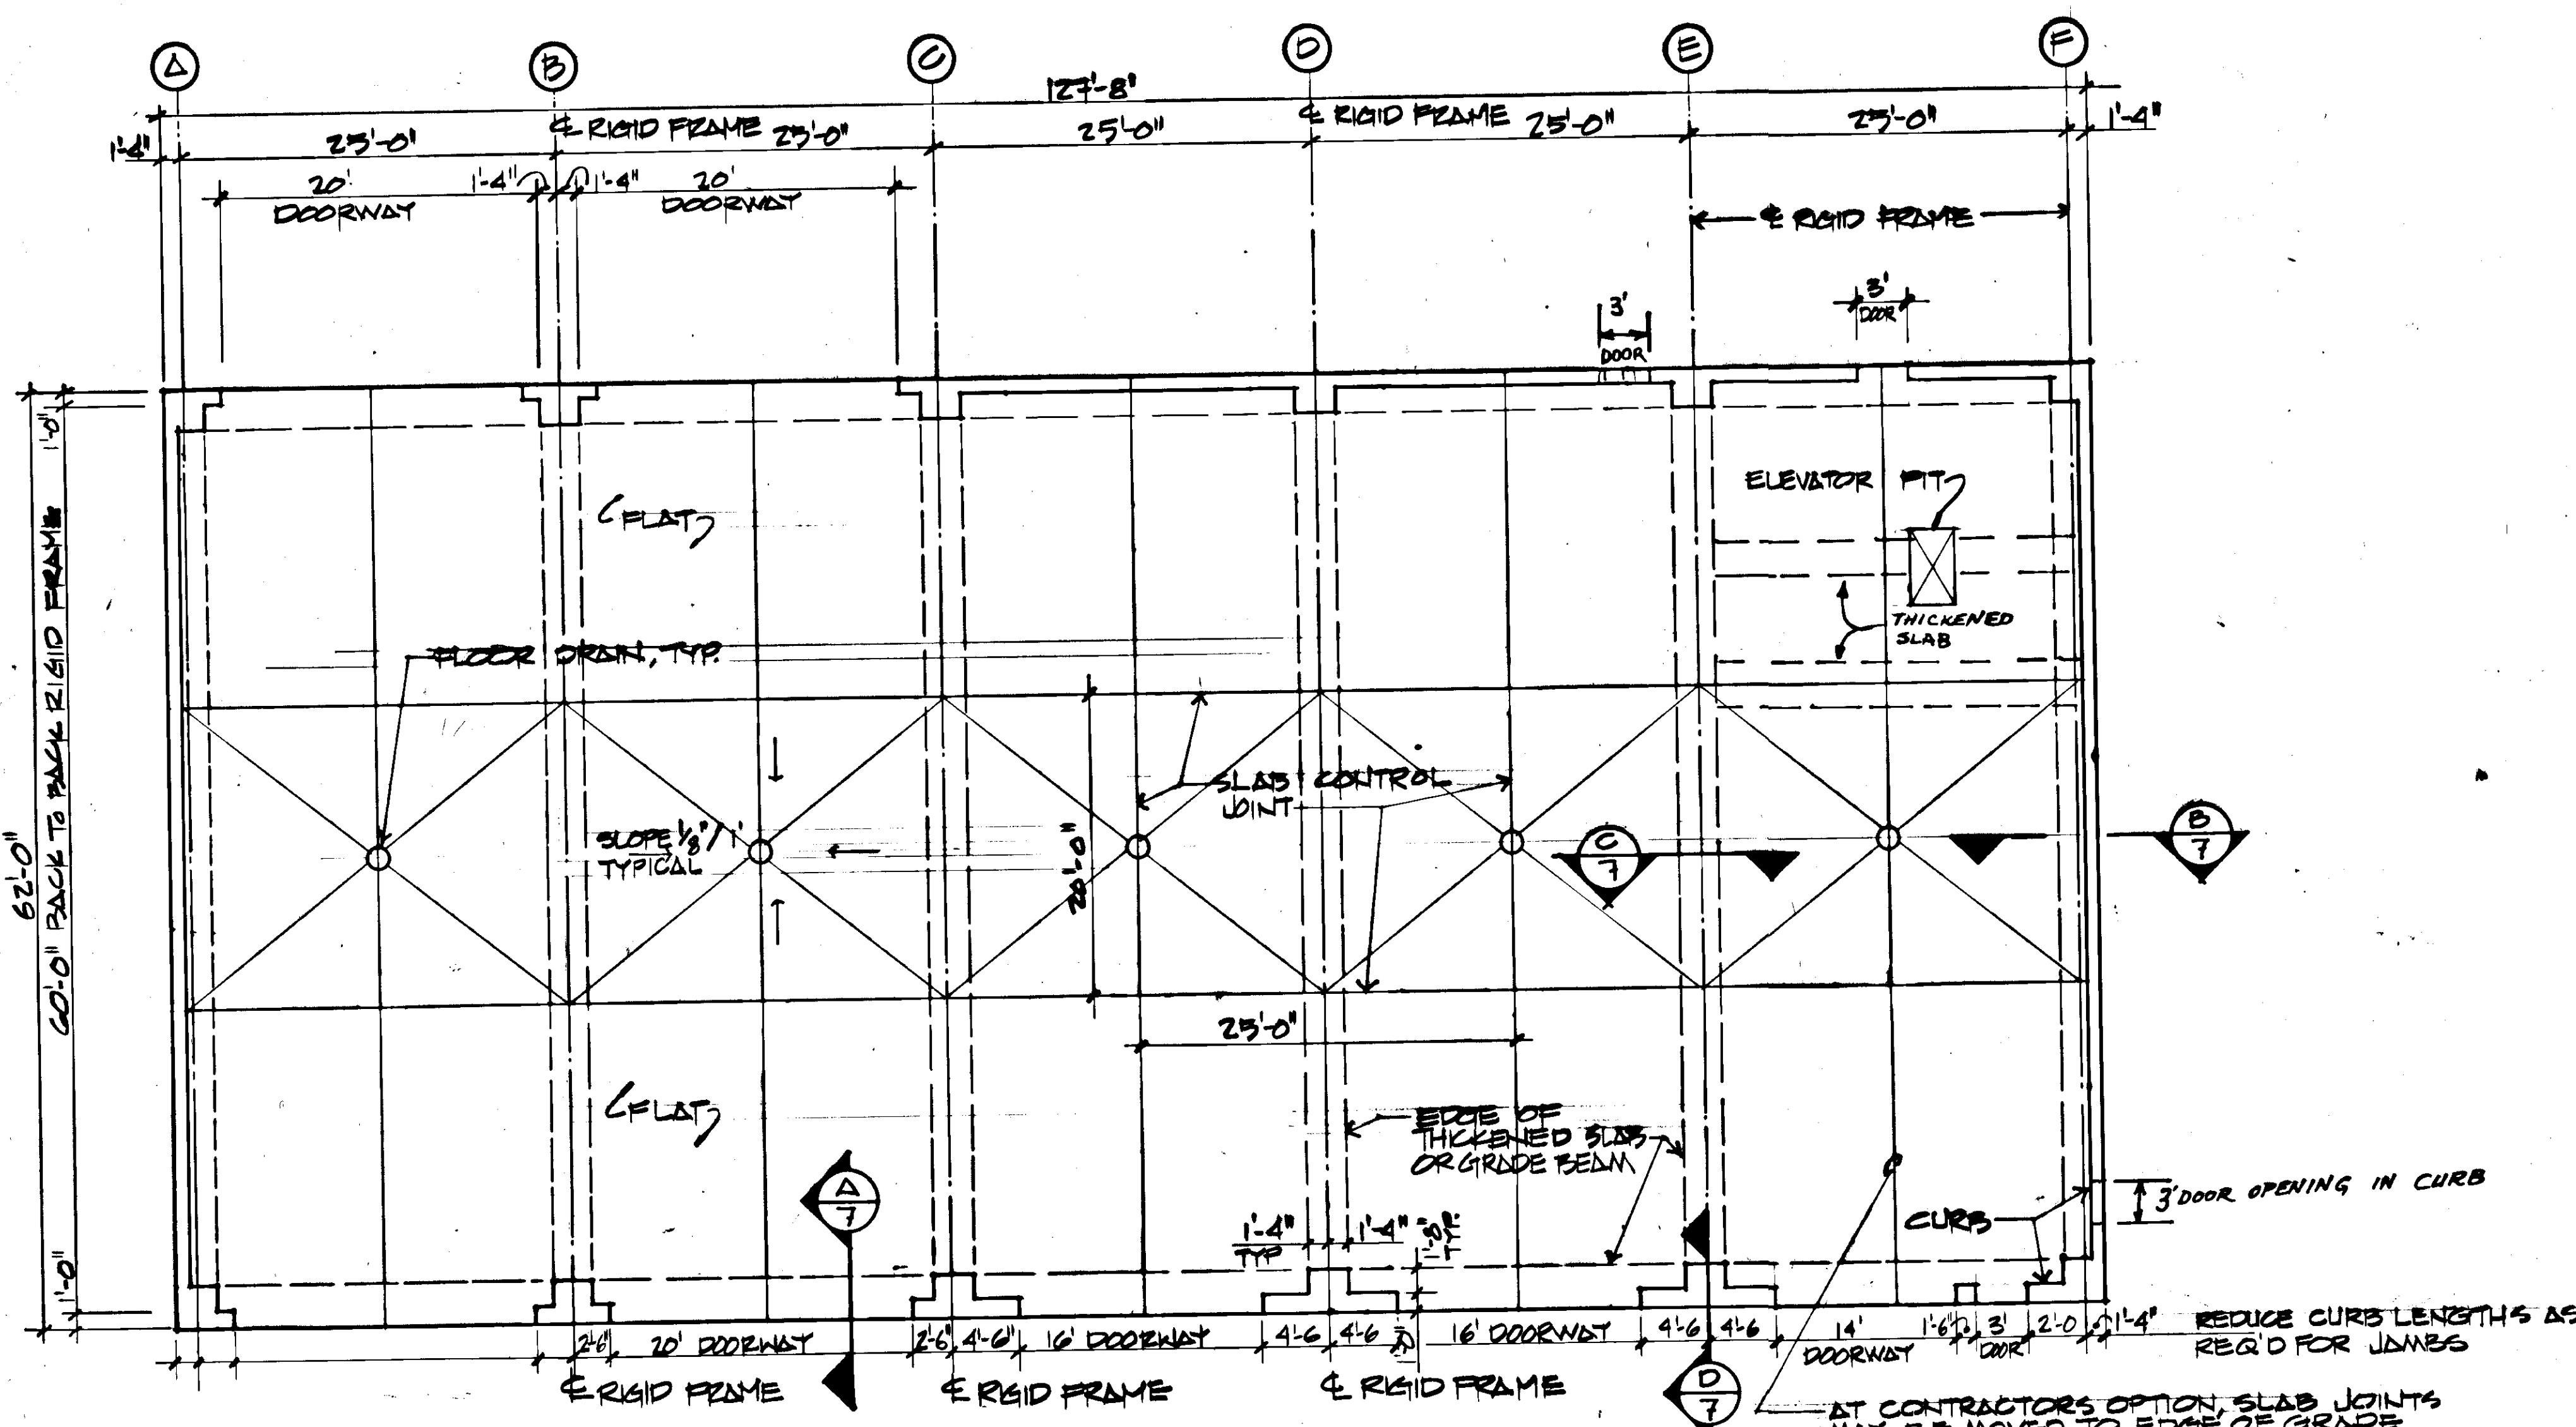 A B C D E F
127'-8"
℄ RIGID FRAME ℄ RIGID FRAME
1'-4" 25'-0" 25'-0" 25'-0" 25'-0" 25'-0" 1'-4"
20' 1'-4" 1'-4" 20'
DOORWAY DOORWAY
℄ RIGID FRAME
3'
DOOR
3'
DOOR
62'-0"
1'-0"
60'-0" BACK TO BACK RIGID FRAME
1'-0"
ELEVATOR PIT
FLAT
THICKENED
SLAB
FLOOR DRAIN, TYP.
SLAB CONTROL
JOINT
SLOPE 1/8"/1'
TYPICAL
20'-0"
C
7
B
7
25'-0"
FLAT
EDGE OF
THICKENED SLAB
OR GRADE BEAM
A
7
3' DOOR OPENING IN CURB
CURB
1'-4" 1'-4"
TYP
2'-6" 20' DOORWAY 2'-6" 4'-6" 16' DOORWAY 4'-6 4'-6 16' DOORWAY 4'-6 4'-6 14' 1'-6" 3' 2'-0 1'-4"
DOORWAY DOOR
REDUCE CURB LENGTHS AS
REQ'D FOR JAMBS
℄ RIGID FRAME ℄ RIGID FRAME ℄ RIGID FRAME
D
7
AT CONTRACTORS OPTION, SLAB JOINTS
MAY BE MOVED TO EDGE OF GRADE